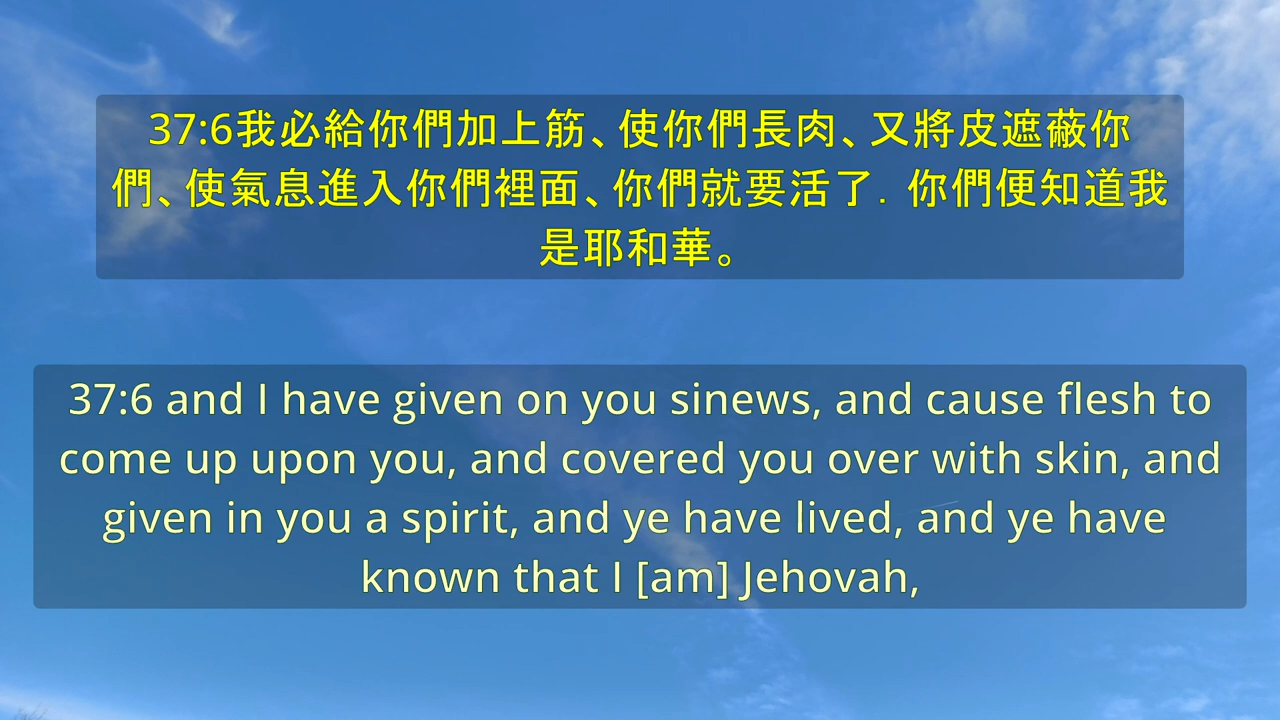 37:6我必給你們加上筋、使你們長肉、又將皮遮蔽你
們、使氣息進入你們裡面、你們就要活了． 你們便知道我
是耶和華。
37:6 and I have given on you sinews, and cause flesh to
come up upon you, and covered you over with skin, and
given in you a spirit, and ye have lived, and ye have
known that I [am] Jehovah,